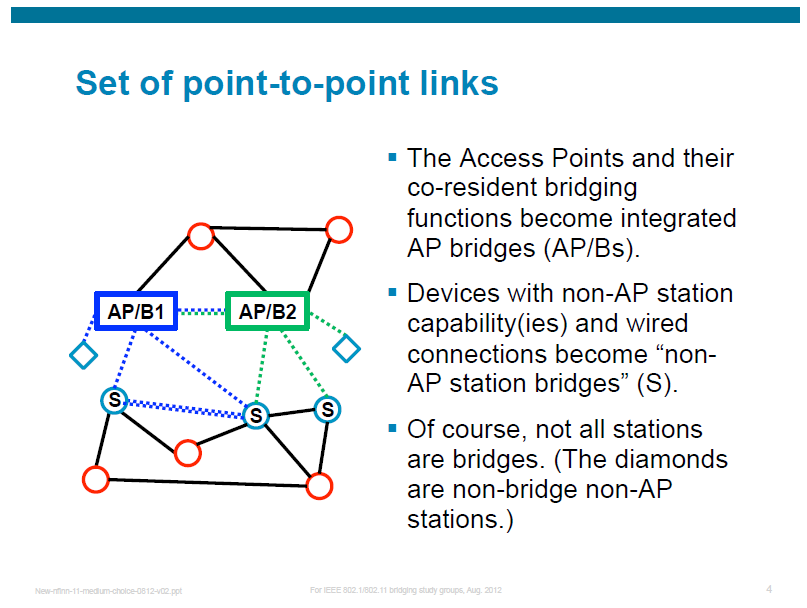 Set of point-to-point links
▪ The Access Points and their
co-resident bridging
functions become integrated
AP bridges (AP/Bs).
▪ Devices with non-AP station
capability(ies) and wired
connections become “non-
AP station bridges” (S).
▪ Of course, not all stations
are bridges. (The diamonds
are non-bridge non-AP
stations.)
AP/B1
AP/B2
S
S
S
New-nfinn-11-medium-choice-0812-v02.ppt
For IEEE 802.1/802.11 bridging study groups, Aug. 2012
4